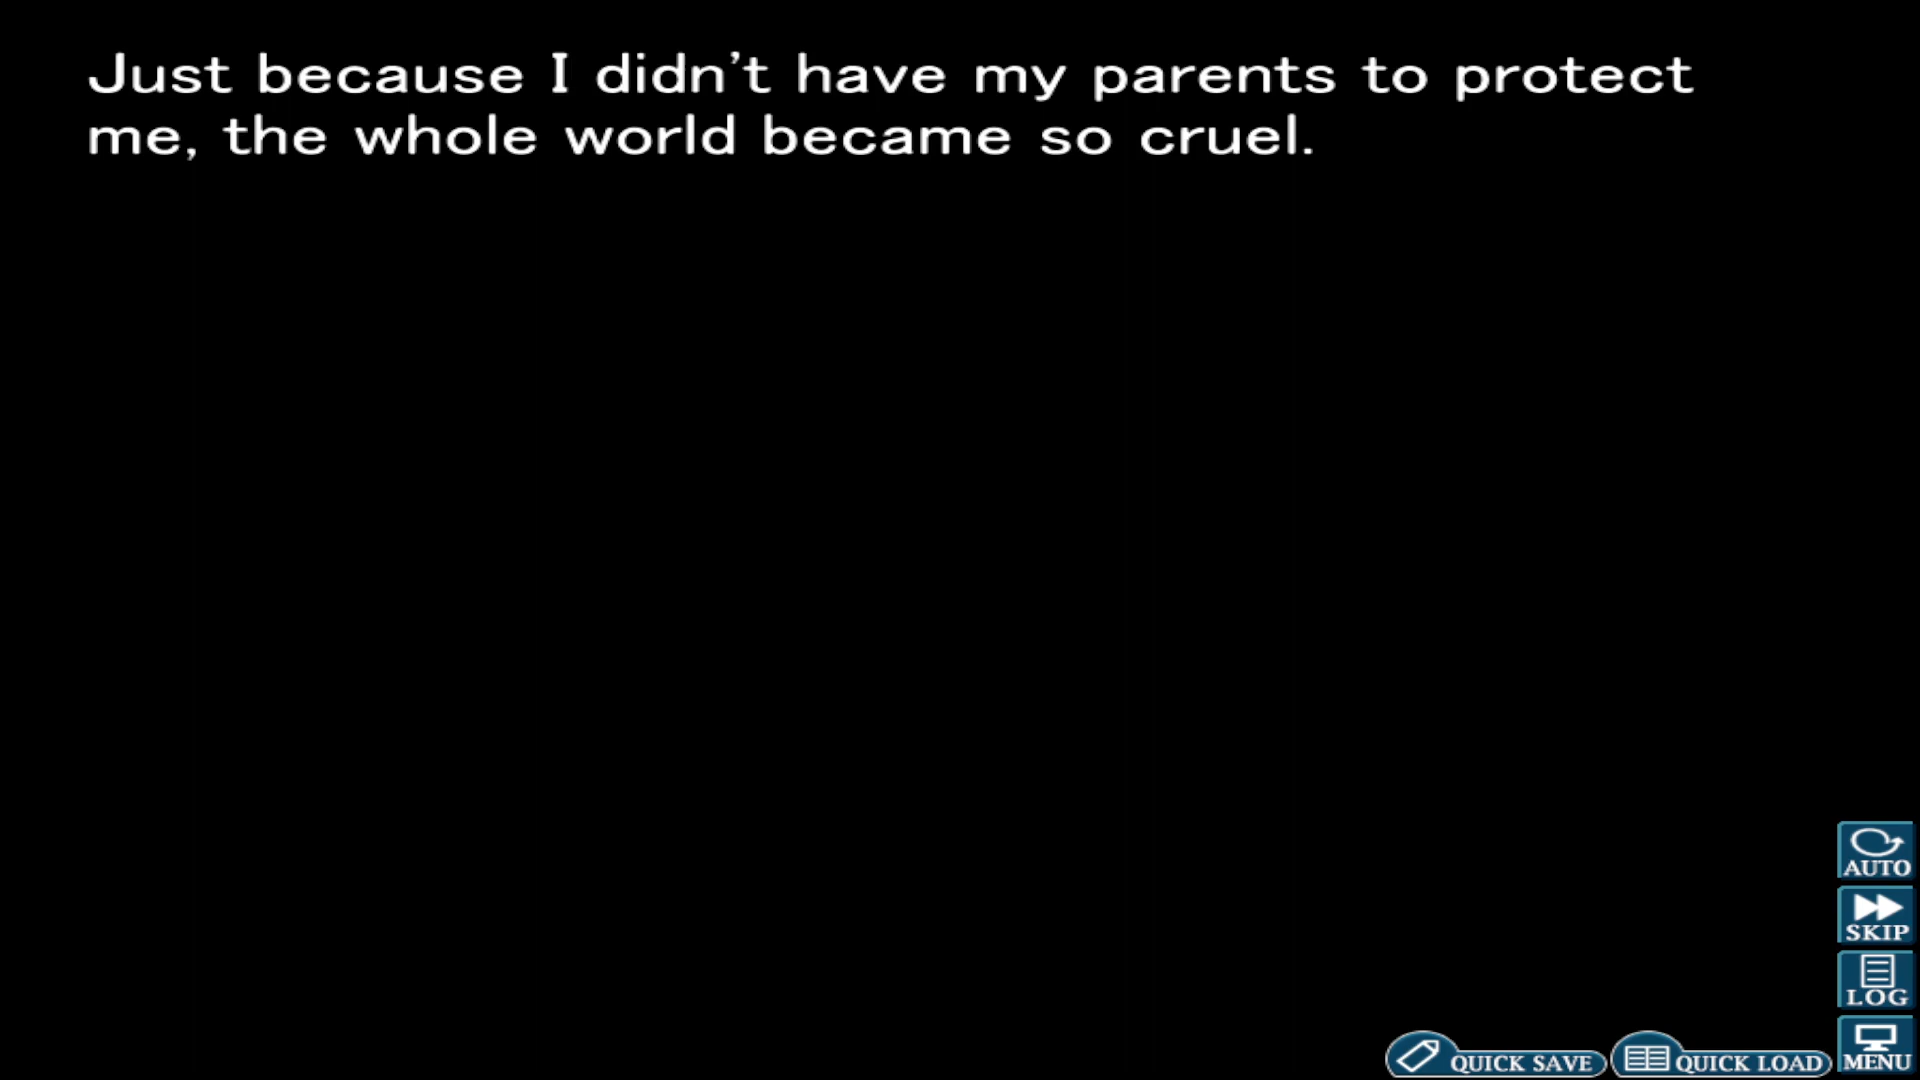 Just because I didn't have my parents to protect
me, the whole world became so cruel.
AUTO
SKIP
LOG
MENU
QUICK SAVE
QUICK LOAD